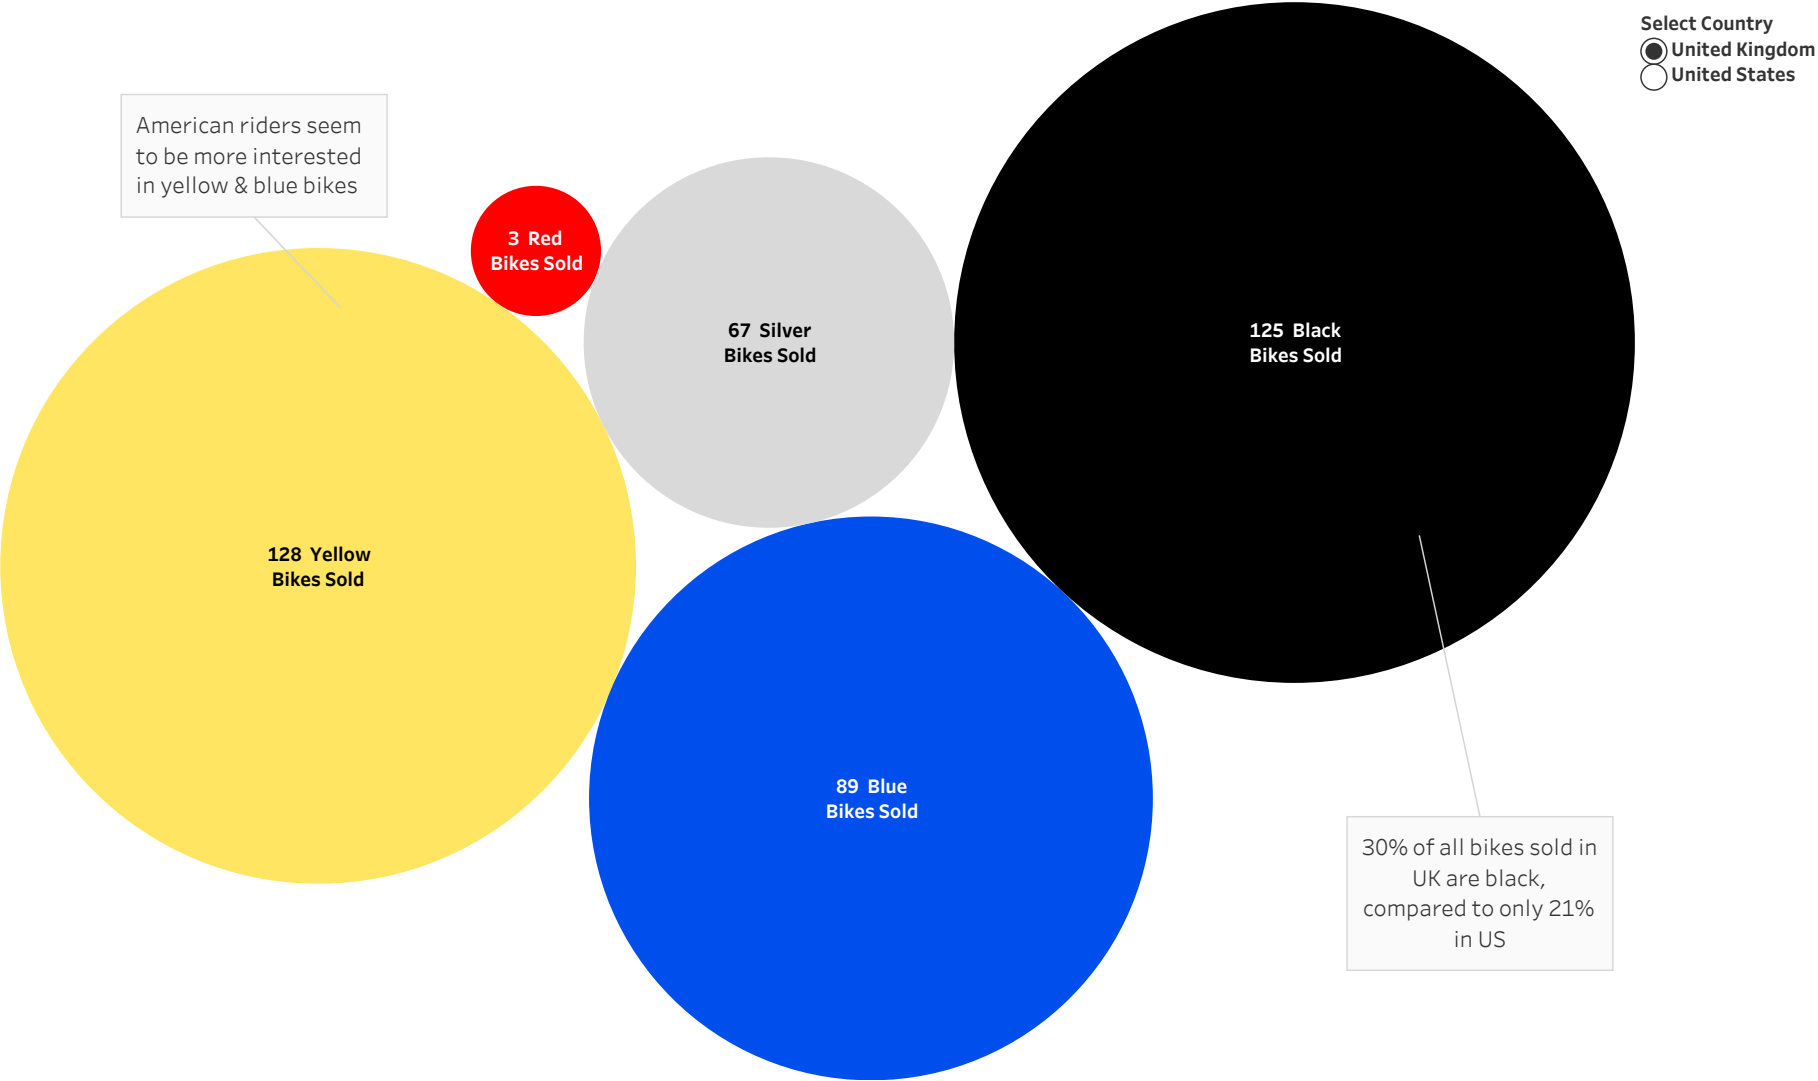 Select Country
United Kingdom
United States
American riders seem
to be more interested
in yellow & blue bikes
3 Red
Bikes Sold
67 Silver
Bikes Sold
125 Black
Bikes Sold
128 Yellow
Bikes Sold
89 Blue
Bikes Sold
30% of all bikes sold in
UK are black,
compared to only 21%
in US